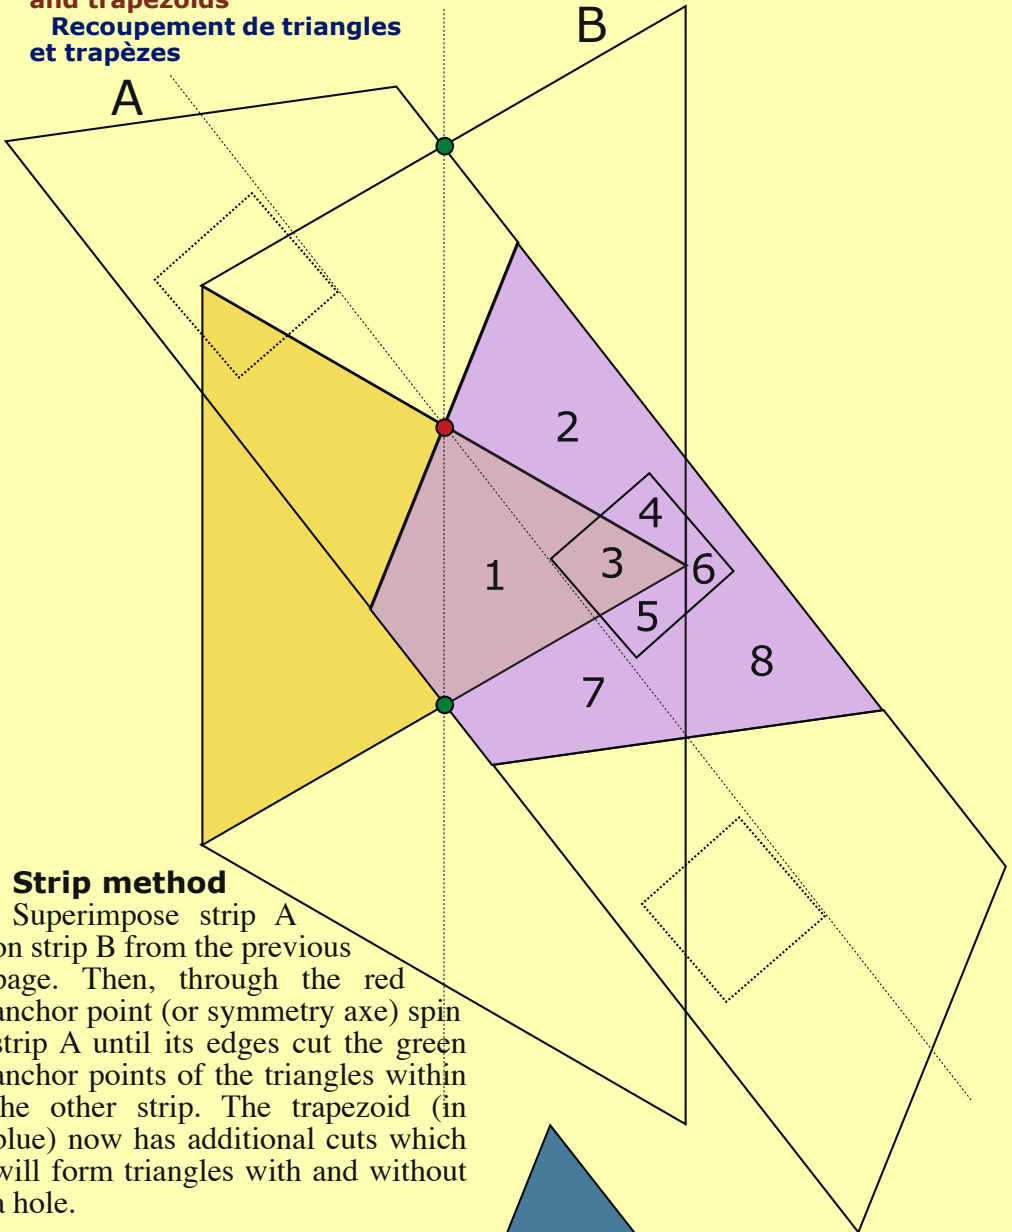 and trapezoids
Recoupement de triangles
et trapèzes
A
B
2
4
3
6
1
5
8
7
Strip method
Superimpose strip A
on strip B from the previous
page. Then, through the red
anchor point (or symmetry axe) spin
strip A until its edges cut the green
anchor points of the triangles within
the other strip. The trapezoid (in
blue) now has additional cuts which
will form triangles with and without
a hole.